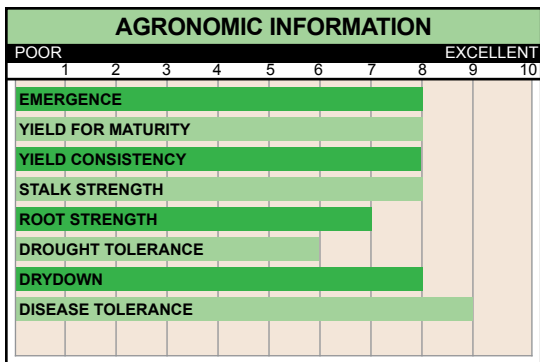 AGRONOMIC INFORMATION
POOR EXCELLENT
1 2 3 4 5 6 7 8 9 10
EMERGENCE
YIELD FOR MATURITY
YIELD CONSISTENCY
STALK STRENGTH
ROOT STRENGTH
DROUGHT TOLERANCE
DRYDOWN
DISEASE TOLERANCE